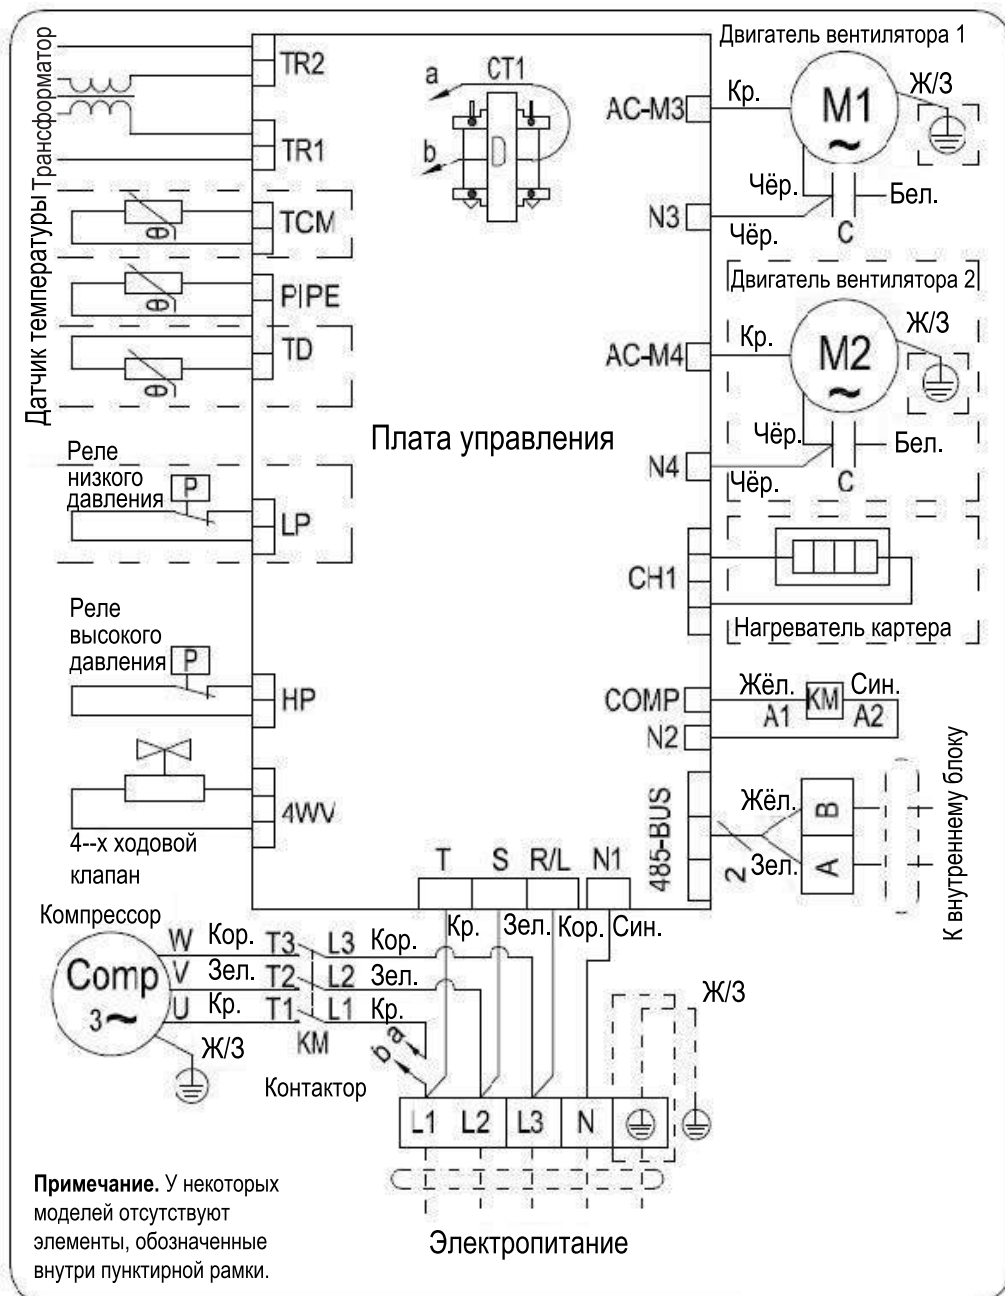 Двигатель вентилятора 1
Трансформатор
TR2
TR1
a
CT1
b
AC-M3
Кр.
M1
Ж/З
Чёр.
Бел.
N3
Чёр.
C
Датчик температуры
TCM
PIPE
TD
Двигатель вентилятора 2
AC-M4
Кр.
M2
Ж/З
Чёр.
Бел.
N4
Чёр.
C
Плата управления
Реле
низкого
давления
P
LP
CH1
Нагреватель картера
Реле
высокого
давления
P
HP
COMP
Жёл.
KM
Син.
A1
A2
N2
4WV
4--х ходовой
клапан
485-BUS
2
Жёл.
B
Зел.
A
К внутреннему блоку
T
S
R/L
N1
Кр.
Зел.
Кор.
Син.
Компрессор
Comp
3~
W Кор. T3 L3 Кор.
V Зел. T2 L2 Зел.
U Кр. T1 L1 Кр.
KM
Ж/З
Контактор
a
b
Ж/З
L1 L2 L3 N
Электропитание
Примечание. У некоторых
моделей отсутствуют
элементы, обозначенные
внутри пунктирной рамки.